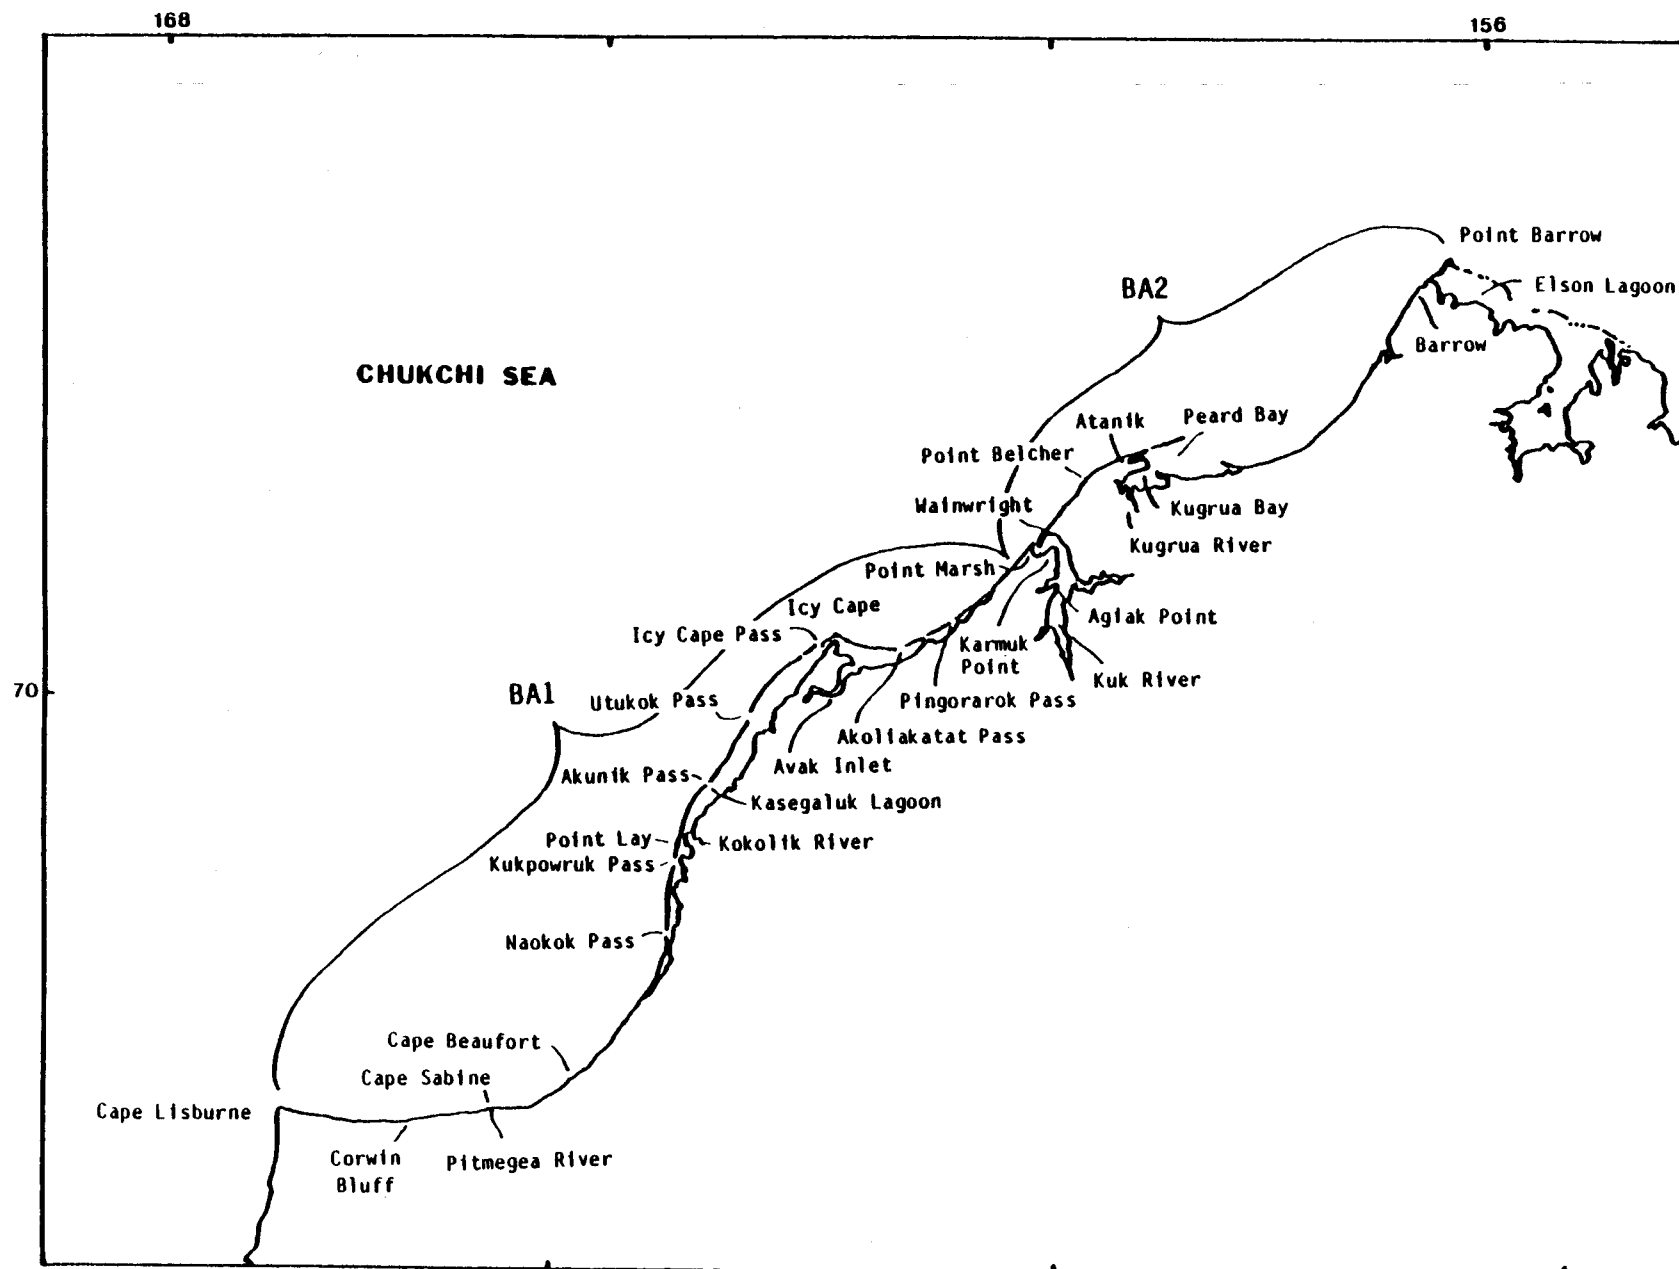 168
156
Point Barrow
BA2
Elson Lagoon
Barrow
CHUKCHI SEA
Atanik
Peard Bay
Point Belcher
Wainwright
Kugrua Bay
Kugrua River
Point Marsh
Icy Cape
Agiak Point
Icy Cape Pass
Karmuk
Point
Kuk River
70
BA1
Utukok Pass
Pingorarok Pass
Akoliakatat Pass
Avak Inlet
Akunik Pass
Kasegaluk Lagoon
Point Lay
Kokolik River
Kukpowruk Pass
Naokok Pass
Cape Beaufort
Cape Sabine
Cape Lisburne
Corwin
Bluff
Pitmegea River